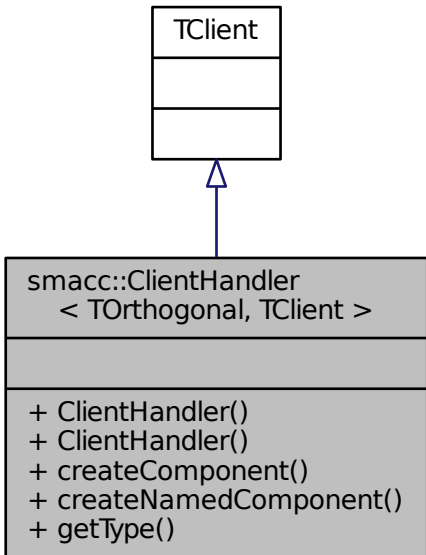 TClient
smacc::ClientHandler
< TOrthogonal, TClient >
+ ClientHandler()
+ ClientHandler()
+ createComponent()
+ createNamedComponent()
+ getType()